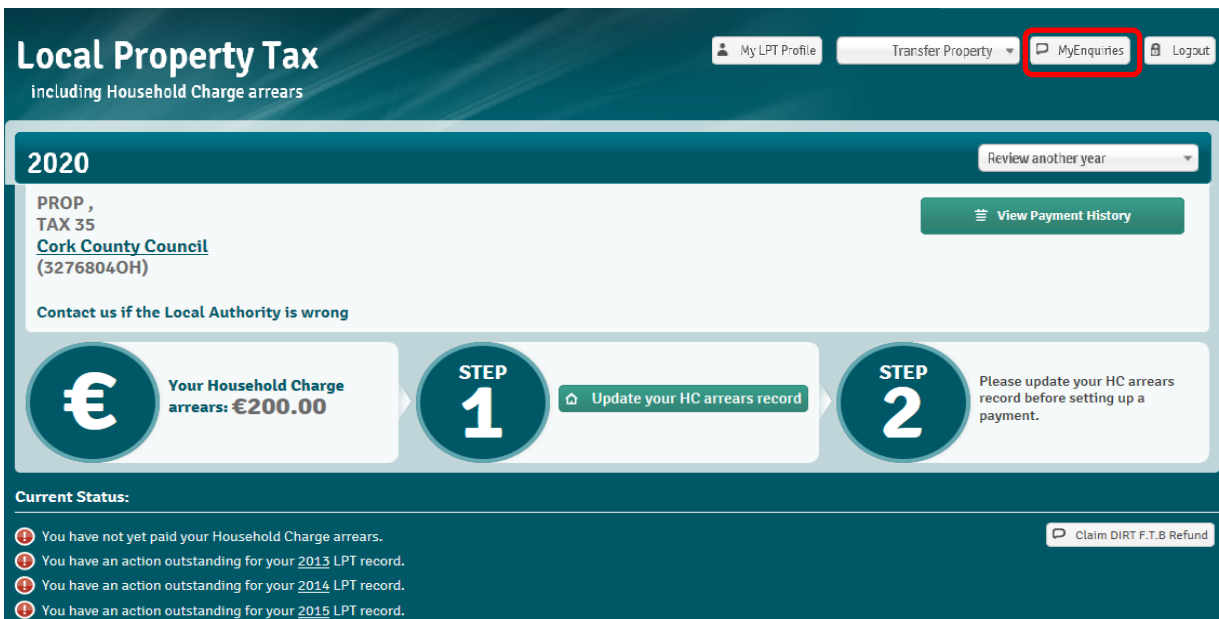 Local Property Tax
including Household Charge arrears
My LPT Profile
Transfer Property
MyEnquiries
Logout
2020
Review another year
PROP ,
TAX 35
Cork County Council
(3276804OH)
View Payment History
Contact us if the Local Authority is wrong
€
Your Household Charge
arrears: €200.00
STEP
1
Update your HC arrears record
STEP
2
Please update your HC arrears
record before setting up a
payment.
Current Status:
You have not yet paid your Household Charge arrears.
Claim DIRT F.T.B Refund
You have an action outstanding for your 2013 LPT record.
You have an action outstanding for your 2014 LPT record.
You have an action outstanding for your 2015 LPT record.